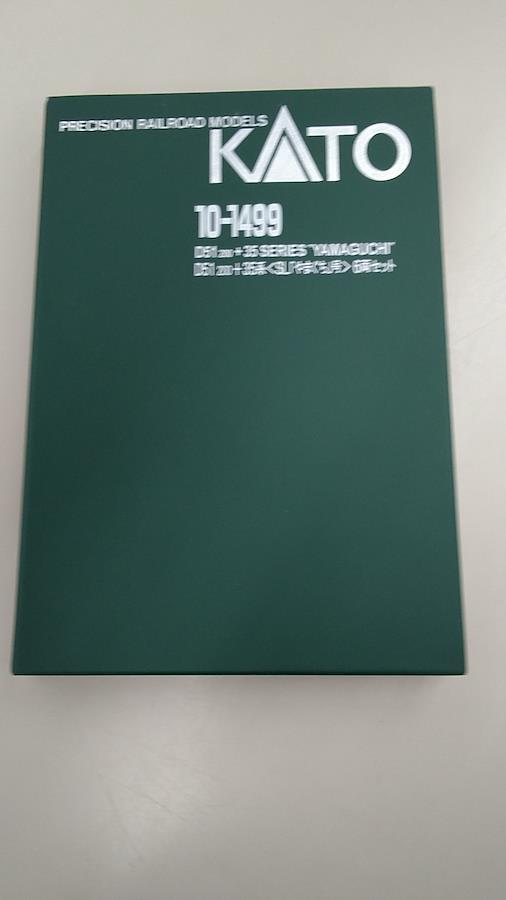 PRECISION RAILROAD MODELS
KATO
10-1499
D51 200 + 35 SERIES "YAMAGUCHI"
D51 200 + 35系<SL「やまぐち」号> 6両セット